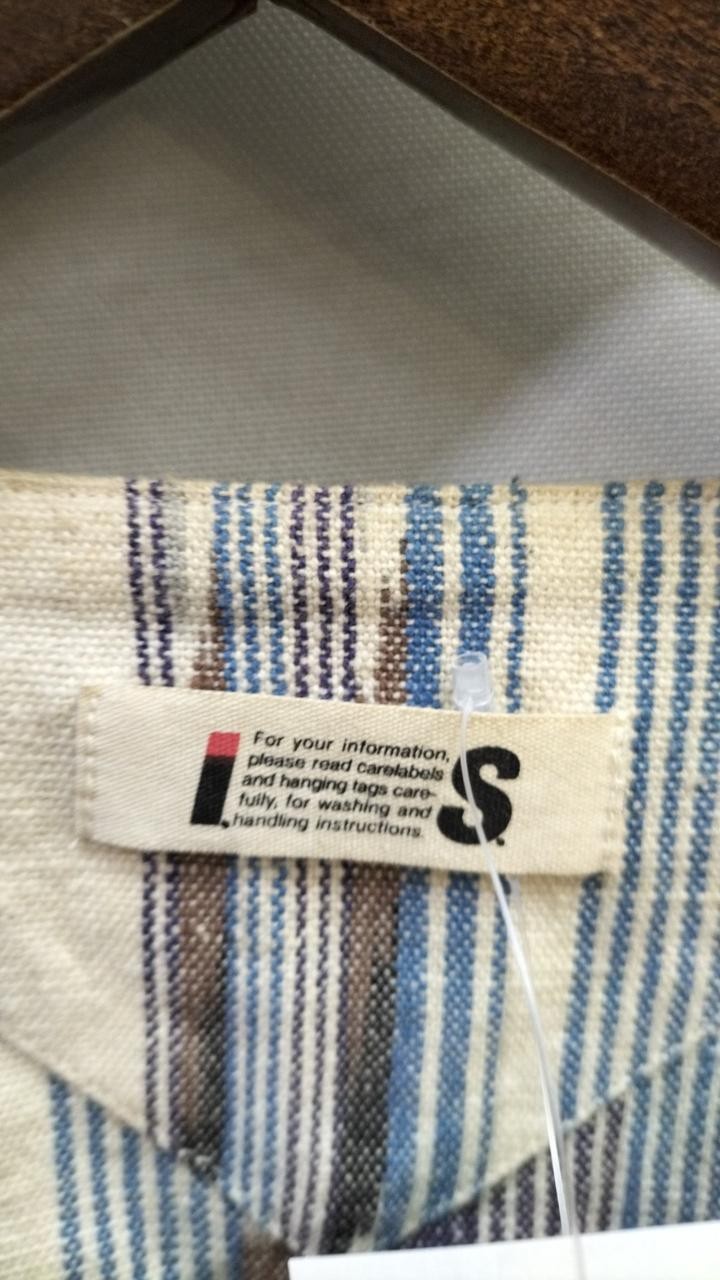 I.S.
For your information,
please read carelabels
and hanging tags care-
fully, for washing and
handling instructions.